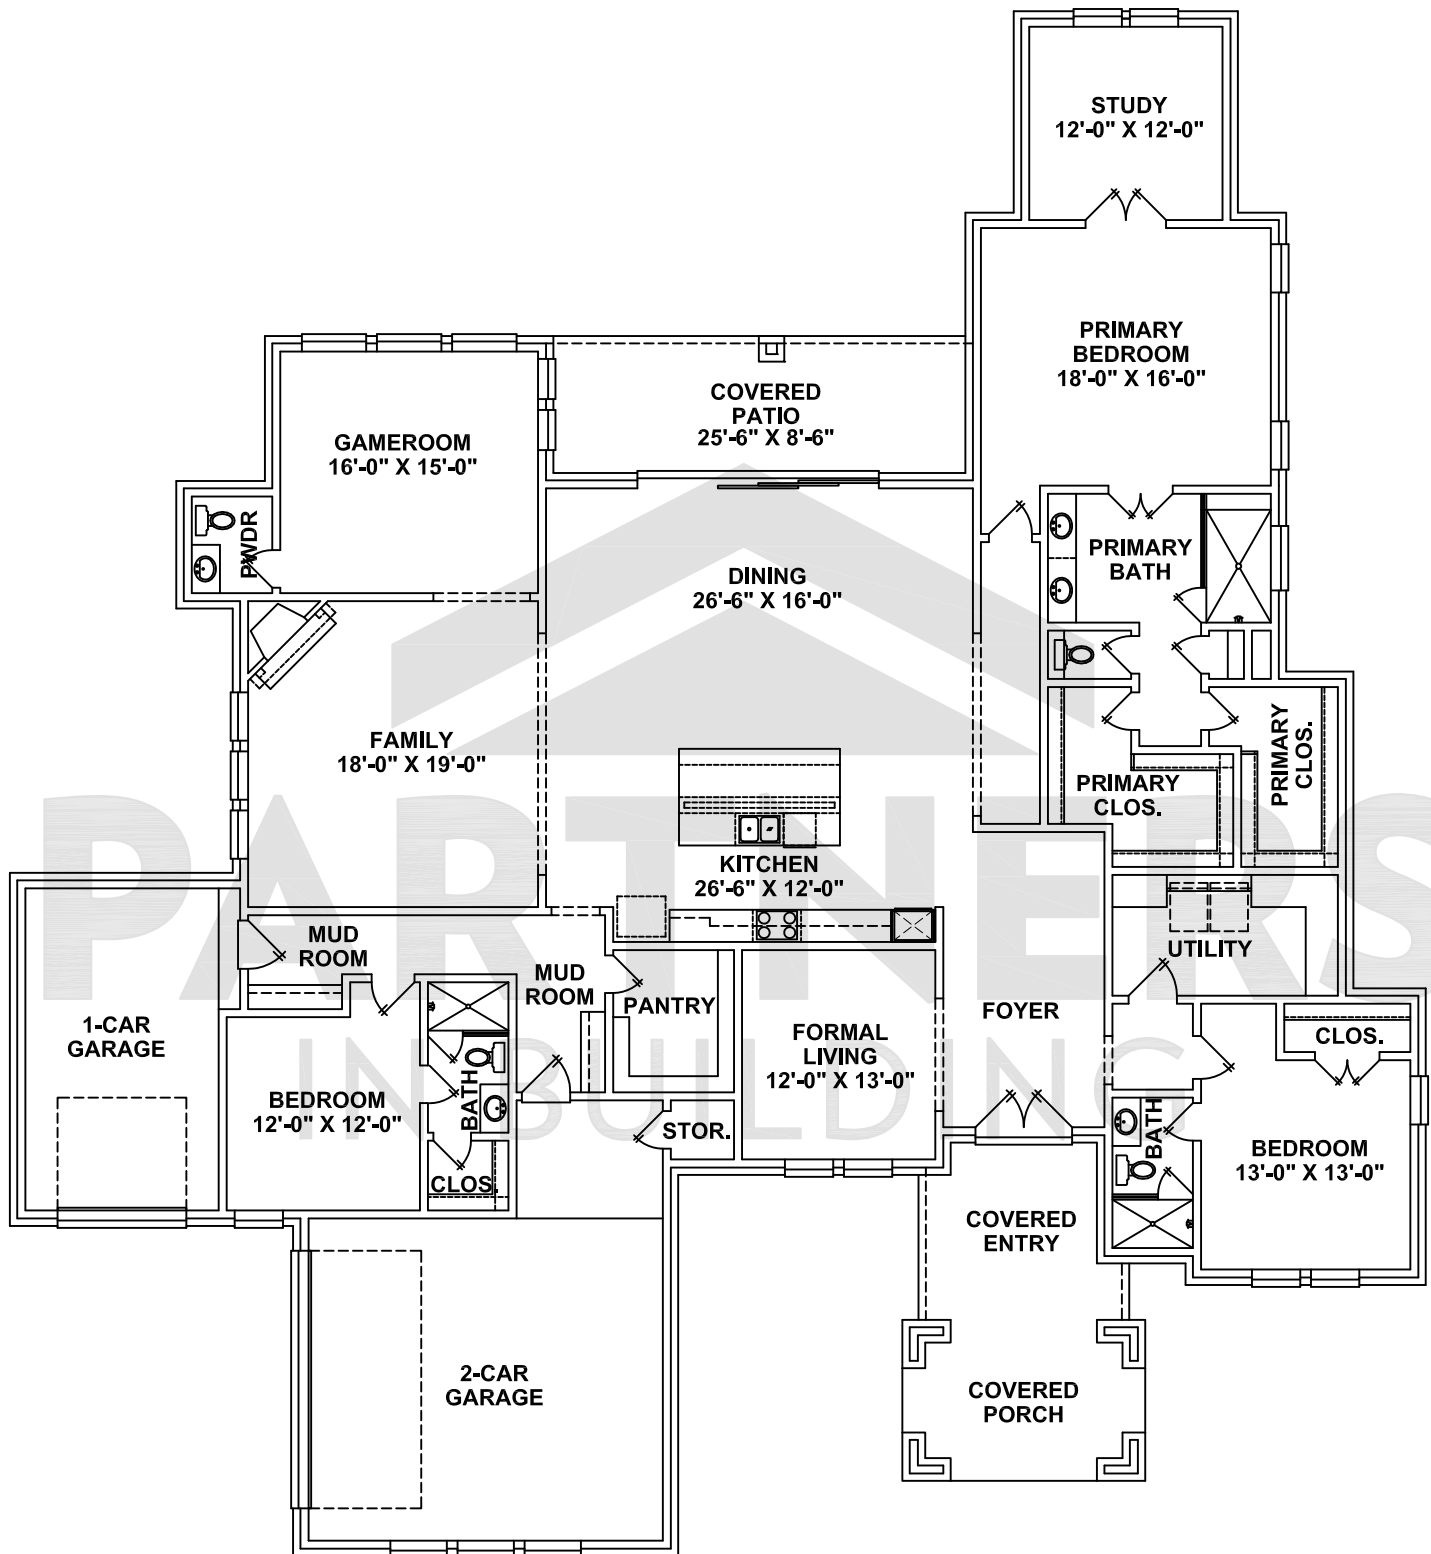 STUDY
12'-0" X 12'-0"
PRIMARY
BEDROOM
18'-0" X 16'-0"
COVERED
PATIO
25'-6" X 8'-6"
GAMEROOM
16'-0" X 15'-0"
PWDR
PRIMARY
BATH
DINING
26'-6" X 16'-0"
FAMILY
18'-0" X 19'-0"
PRIMARY
CLOS.
PRIMARY
CLOS.
KITCHEN
26'-6" X 12'-0"
PARTNERS
IN BUILDING
MUD
ROOM
MUD
ROOM
PANTRY
UTILITY
1-CAR
GARAGE
FORMAL
LIVING
12'-0" X 13'-0"
FOYER
CLOS.
BEDROOM
12'-0" X 12'-0"
BATH
STOR.
BATH
BEDROOM
13'-0" X 13'-0"
CLOS.
COVERED
ENTRY
2-CAR
GARAGE
COVERED
PORCH